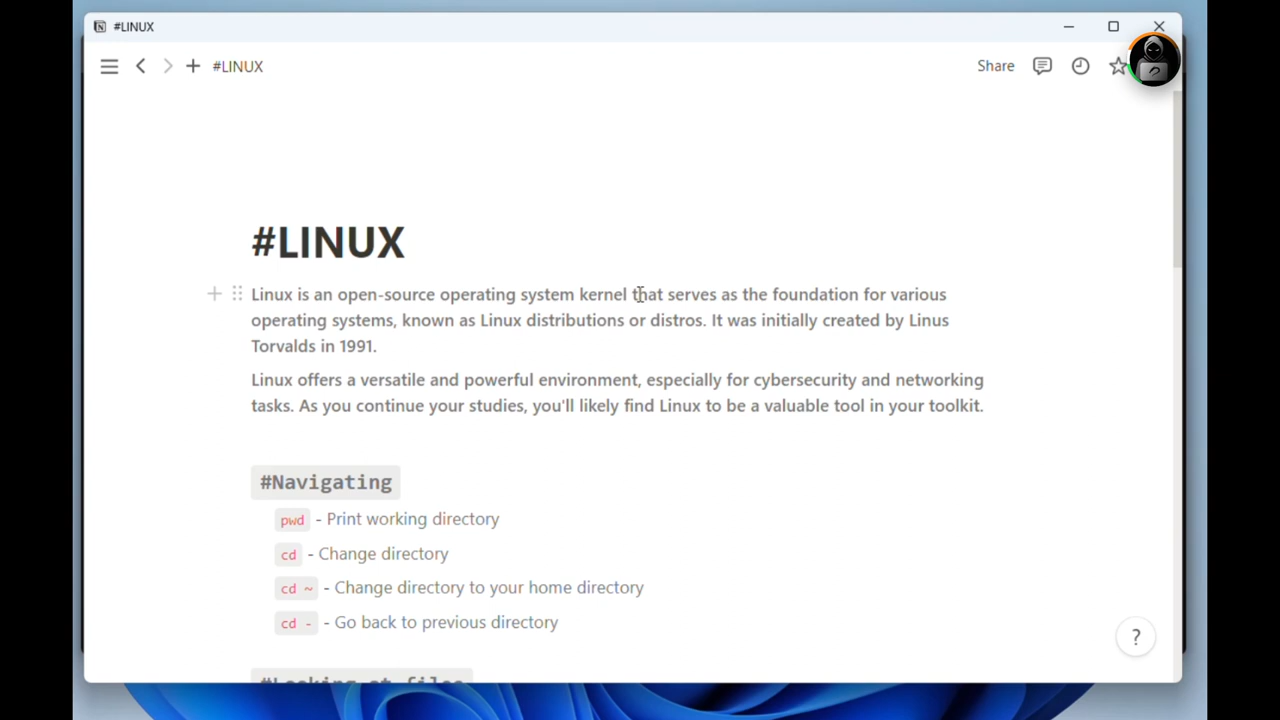 #LINUX
#LINUX
Share
#LINUX
Linux is an open-source operating system kernel that serves as the foundation for various
operating systems, known as Linux distributions or distros. It was initially created by Linus
Torvalds in 1991.
Linux offers a versatile and powerful environment, especially for cybersecurity and networking
tasks. As you continue your studies, you'll likely find Linux to be a valuable tool in your toolkit.
#Navigating
pwd - Print working directory
cd - Change directory
cd ~ - Change directory to your home directory
cd - - Go back to previous directory
?
#Looking at files